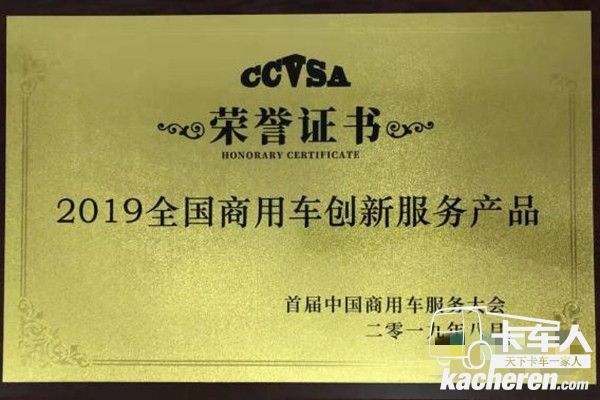 CCVSA
荣誉证书
HONORARY CERTIFICATE
2019全国商用车创新服务产品
首届中国商用车服务大会
二零一九年八月
卡车人
天下卡车一家人
kacheren.com